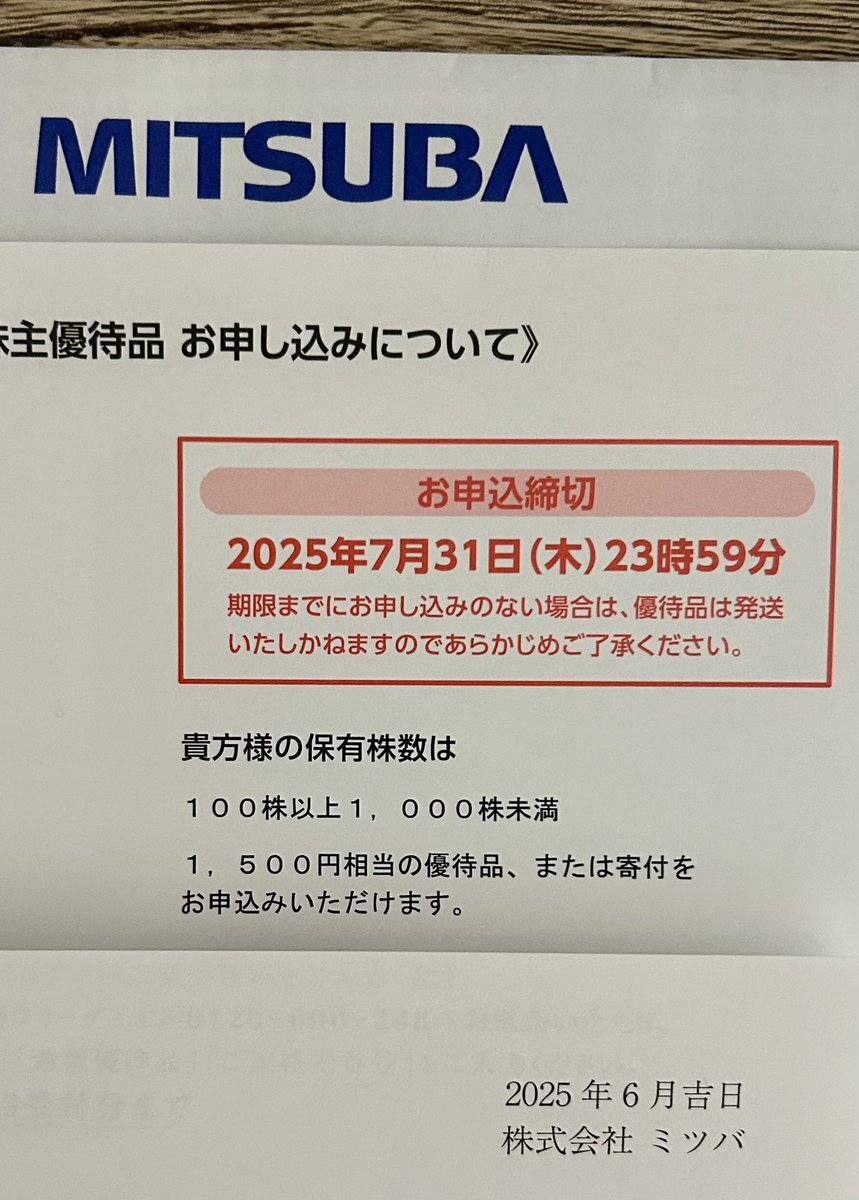 MITSUBA
株主優待品 お申し込みについて》
お申込締切
2025年7月31日(木)23時59分
期限までにお申し込みのない場合は、優待品は発送
いたしかねますのであらかじめご了承ください。
貴方様の保有株数は
１００株以上１，０００株未満
１，５００円相当の優待品、または寄付を
お申込みいただけます。
2025 年 6 月吉日
株式会社 ミツバ